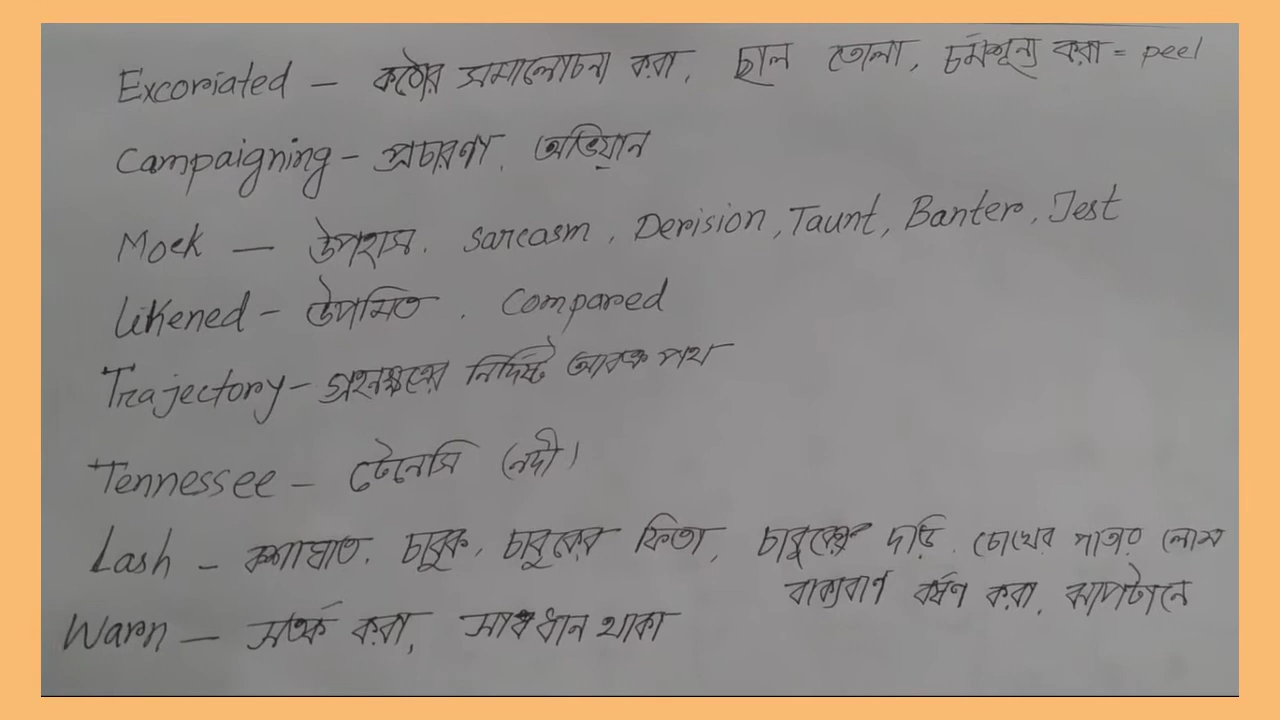 Excoriated – কঠোর সমালোচনা করা, ছাল তোলা, চর্মশূন্য করা = peel
Campaigning – প্রচারণা, অভিযান
Mock – উপহাস. Sarcasm, Derision, Taunt, Banter, Jest
Likened – উপমিত, Compared
Trajectory – গ্রহনক্ষত্রের নির্দিষ্ট আবক্র পথ
Tennessee – টেনেসি (নদী)
Lash – কশাঘাত, চাবুক, চাবুকের ফিতা, চাবুকের দড়ি, চোখের পাতার লোম
বাক্যবাণ বর্ষণ করা, ঝাপটানে
Warn – সতর্ক করা, সাবধান থাকা